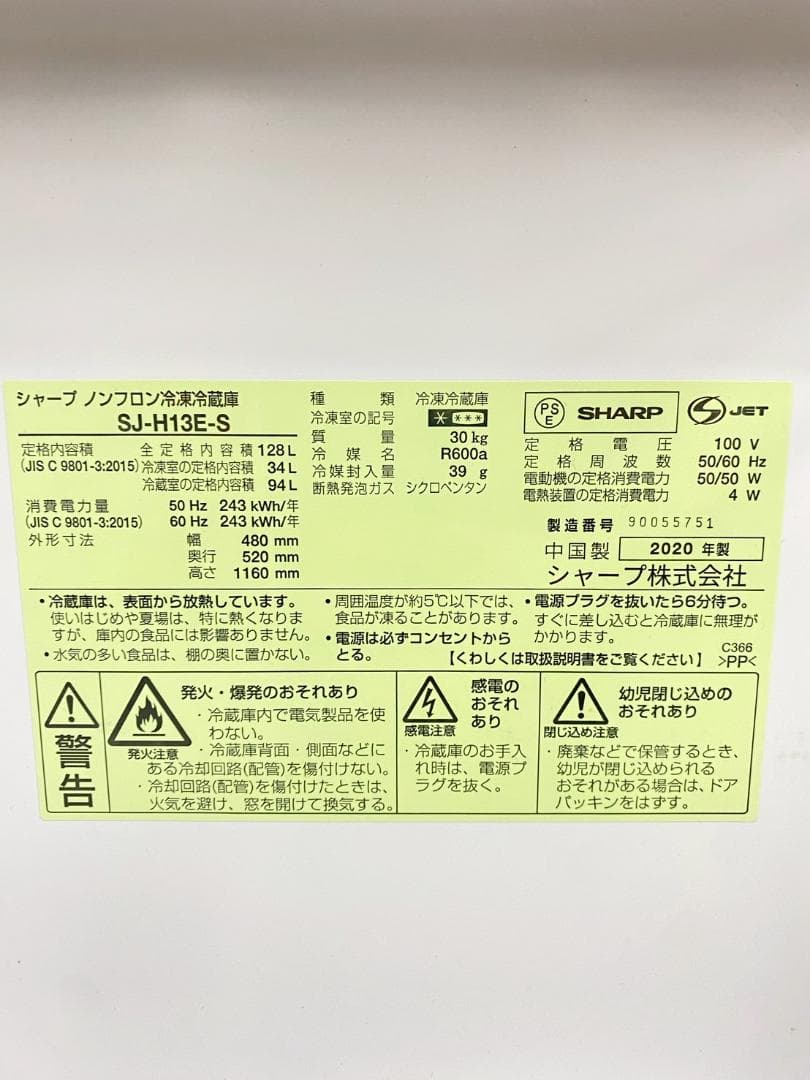 シャープ ノンフロン冷凍冷蔵庫
SJ-H13E-S
定格内容積 全定格内容積 128 L
(JIS C 9801-3:2015) 冷凍室の定格内容積 34 L
冷蔵室の定格内容積 94 L
消費電力量 50 Hz 243 kWh/年
(JIS C 9801-3:2015) 60 Hz 243 kWh/年
外形寸法 幅 480 mm
奥行 520 mm
高さ 1160 mm
種類 冷凍冷蔵庫
冷凍室の記号 * ***
質量 30 kg
冷媒名 R600a
冷媒封入量 39 g
断熱発泡ガス シクロペンタン
PSE SHARP JET
定格電圧 100 V
定格周波数 50/60 Hz
電動機の定格消費電力 50/50 W
電熱装置の定格消費電力 4 W
製造番号 90055751
中国製 2020 年製
シャープ株式会社
・冷蔵庫は、表面から放熱しています。
使いはじめや夏場は、特に熱くなりま
すが、庫内の食品には影響ありません。
・水気の多い食品は、棚の奥に置かない。
・周囲温度が約5℃以下では、
食品が凍ることがあります。
・電源は必ずコンセントから
とる。
・電源プラグを抜いたら6分待つ。
すぐに差し込むと冷蔵庫に無理が
かかります。
【くわしくは取扱説明書をご覧ください】
C366
>PP<
警告
発火注意
発火・爆発のおそれあり
・冷蔵庫内で電気製品を使
わない。
・冷蔵庫背面・側面などに
ある冷却回路(配管)を傷付けない。
・冷却回路(配管)を傷付けたときは、
火気を避け、窓を開けて換気する。
感電注意
感電の
おそれ
あり
・冷蔵庫のお手入
れ時は、電源プ
ラグを抜く。
閉じ込め注意
幼児閉じ込めの
おそれあり
・廃棄などで保管するとき、
幼児が閉じ込められる
おそれがある場合は、ドア
パッキンをはずす。